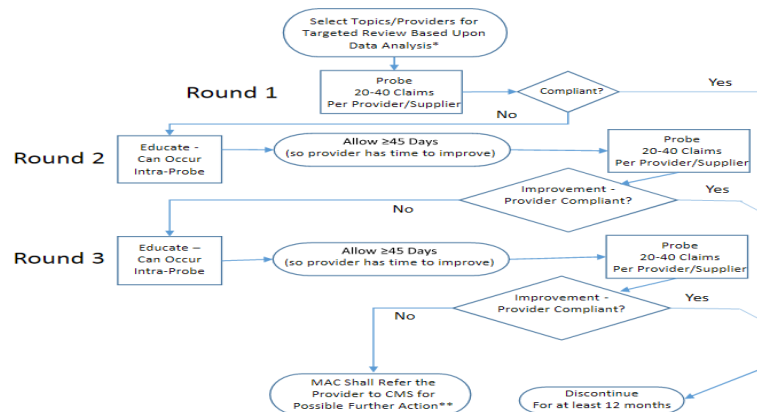 Select Topics/Providers for
Targeted Review Based Upon
Data Analysis*
Round 1
Probe
20-40 Claims
Per Provider/Supplier
Compliant?
Yes
No
Round 2
Educate -
Can Occur
Intra-Probe
Allow ≥45 Days
(so provider has time to improve)
Probe
20-40 Claims
Per Provider/Supplier
Improvement -
Provider Compliant?
Yes
No
Round 3
Educate –
Can Occur
Intra-Probe
Allow ≥45 Days
(so provider has time to improve)
Probe
20-40 Claims
Per Provider/Supplier
Improvement -
Provider Compliant?
Yes
No
MAC Shall Refer the
Provider to CMS for
Possible Further Action**
Discontinue
For at least 12 months